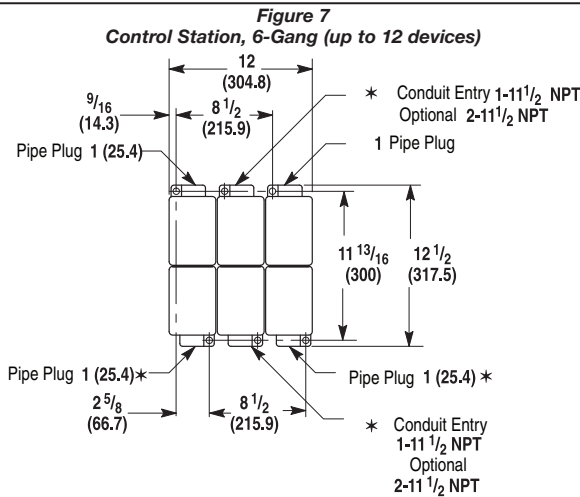 Figure 7
Control Station, 6-Gang (up to 12 devices)
12
(304.8)
9/16
(14.3)
8 1/2
(215.9)
✶ Conduit Entry 1-11 1/2 NPT
Optional 2-11 1/2 NPT
Pipe Plug 1 (25.4)
1 Pipe Plug
11 13/16
(300)
12 1/2
(317.5)
Pipe Plug 1 (25.4)✶
Pipe Plug 1 (25.4) ✶
2 5/8
(66.7)
8 1/2
(215.9)
✶ Conduit Entry
1-11 1/2 NPT
Optional
2-11 1/2 NPT